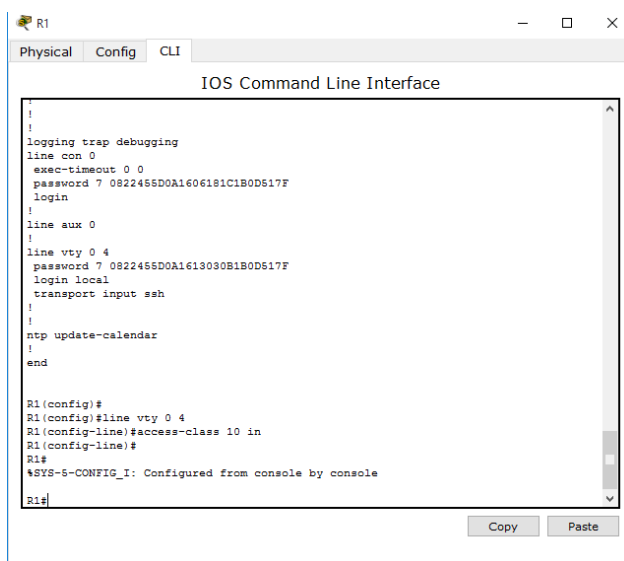 R1
Physical Config CLI
IOS Command Line Interface
!
!
!
logging trap debugging
line con 0
exec-timeout 0 0
password 7 0822455D0A1606181C1B0D517F
login
!
line aux 0
!
line vty 0 4
password 7 0822455D0A1613030B1B0D517F
login local
transport input ssh
!
!
ntp update-calendar
!
end
R1(config)#
R1(config)#line vty 0 4
R1(config-line)#access-class 10 in
R1(config-line)#
R1#
%SYS-5-CONFIG_I: Configured from console by console
R1#
Copy Paste